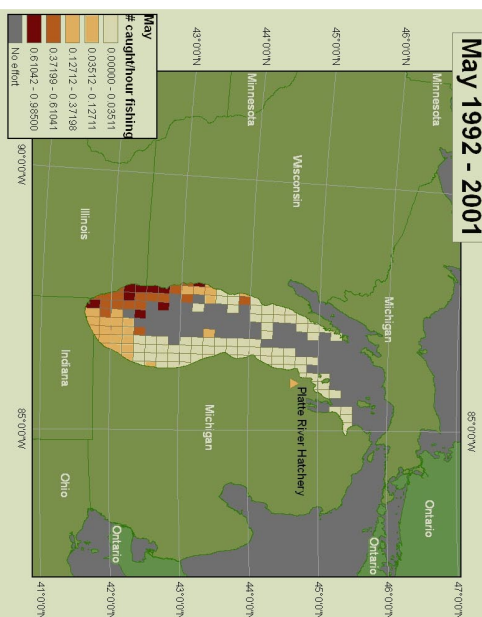 May 1992 - 2001
46°0'0"N
45°0'0"N
44°0'0"N
43°0'0"N
Minnesota
Minnesota
Wisconsin
Michigan
Illinois
Platte River Hatchery
Michigan
Indiana
Ohio
Ontario
Ontario
Ontario
85°0'0"W
90°0'0"W
85°0'0"W
47°0'0"N
46°0'0"N
45°0'0"N
44°0'0"N
43°0'0"N
42°0'0"N
41°0'0"N
May
# caught/hour fishing
0.00000 - 0.03511
0.03512 - 0.12711
0.12712 - 0.37198
0.37199 - 0.61041
0.61042 - 0.98500
No effort